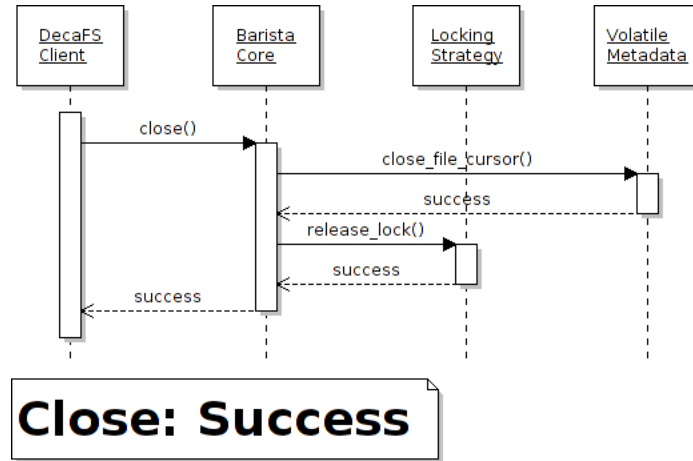 DecaFS
Client
Barista
Core
Locking
Strategy
Volatile
Metadata
close()
close_file_cursor()
success
release_lock()
success
success
Close: Success